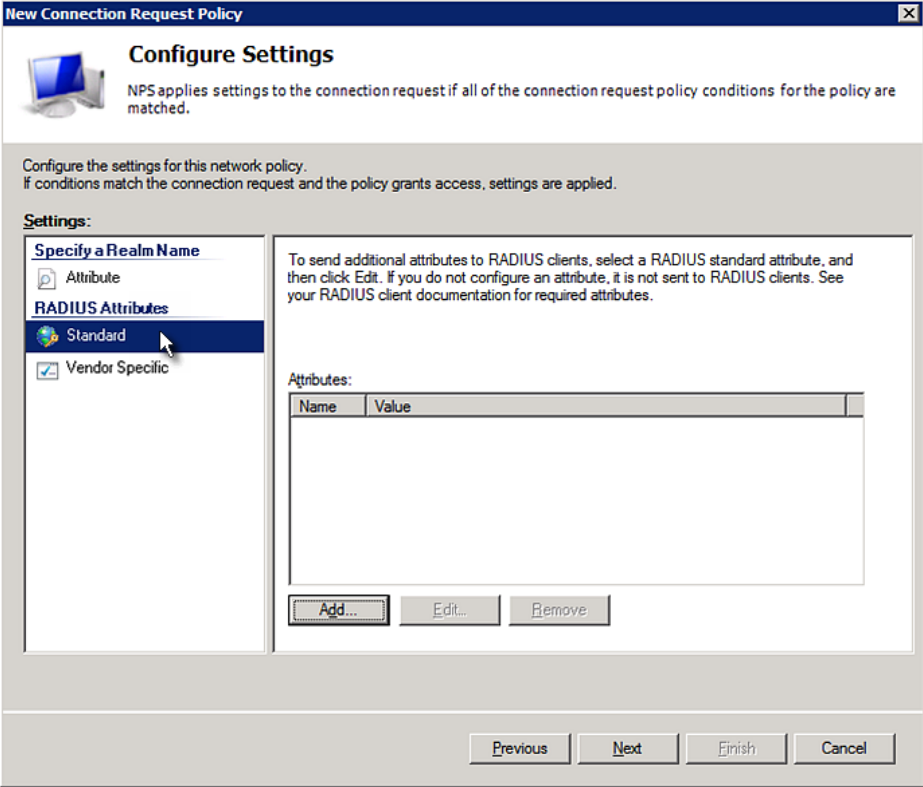 New Connection Request Policy
Configure Settings
NPS applies settings to the connection request if all of the connection request policy conditions for the policy are
matched.
Configure the settings for this network policy.
If conditions match the connection request and the policy grants access, settings are applied.
Settings:
Specify a Realm Name
Attribute
RADIUS Attributes
Standard
Vendor Specific
To send additional attributes to RADIUS clients, select a RADIUS standard attribute, and
then click Edit. If you do not configure an attribute, it is not sent to RADIUS clients. See
your RADIUS client documentation for required attributes.
Attributes:
Name Value
Add... Edit... Remove
Previous Next Finish Cancel